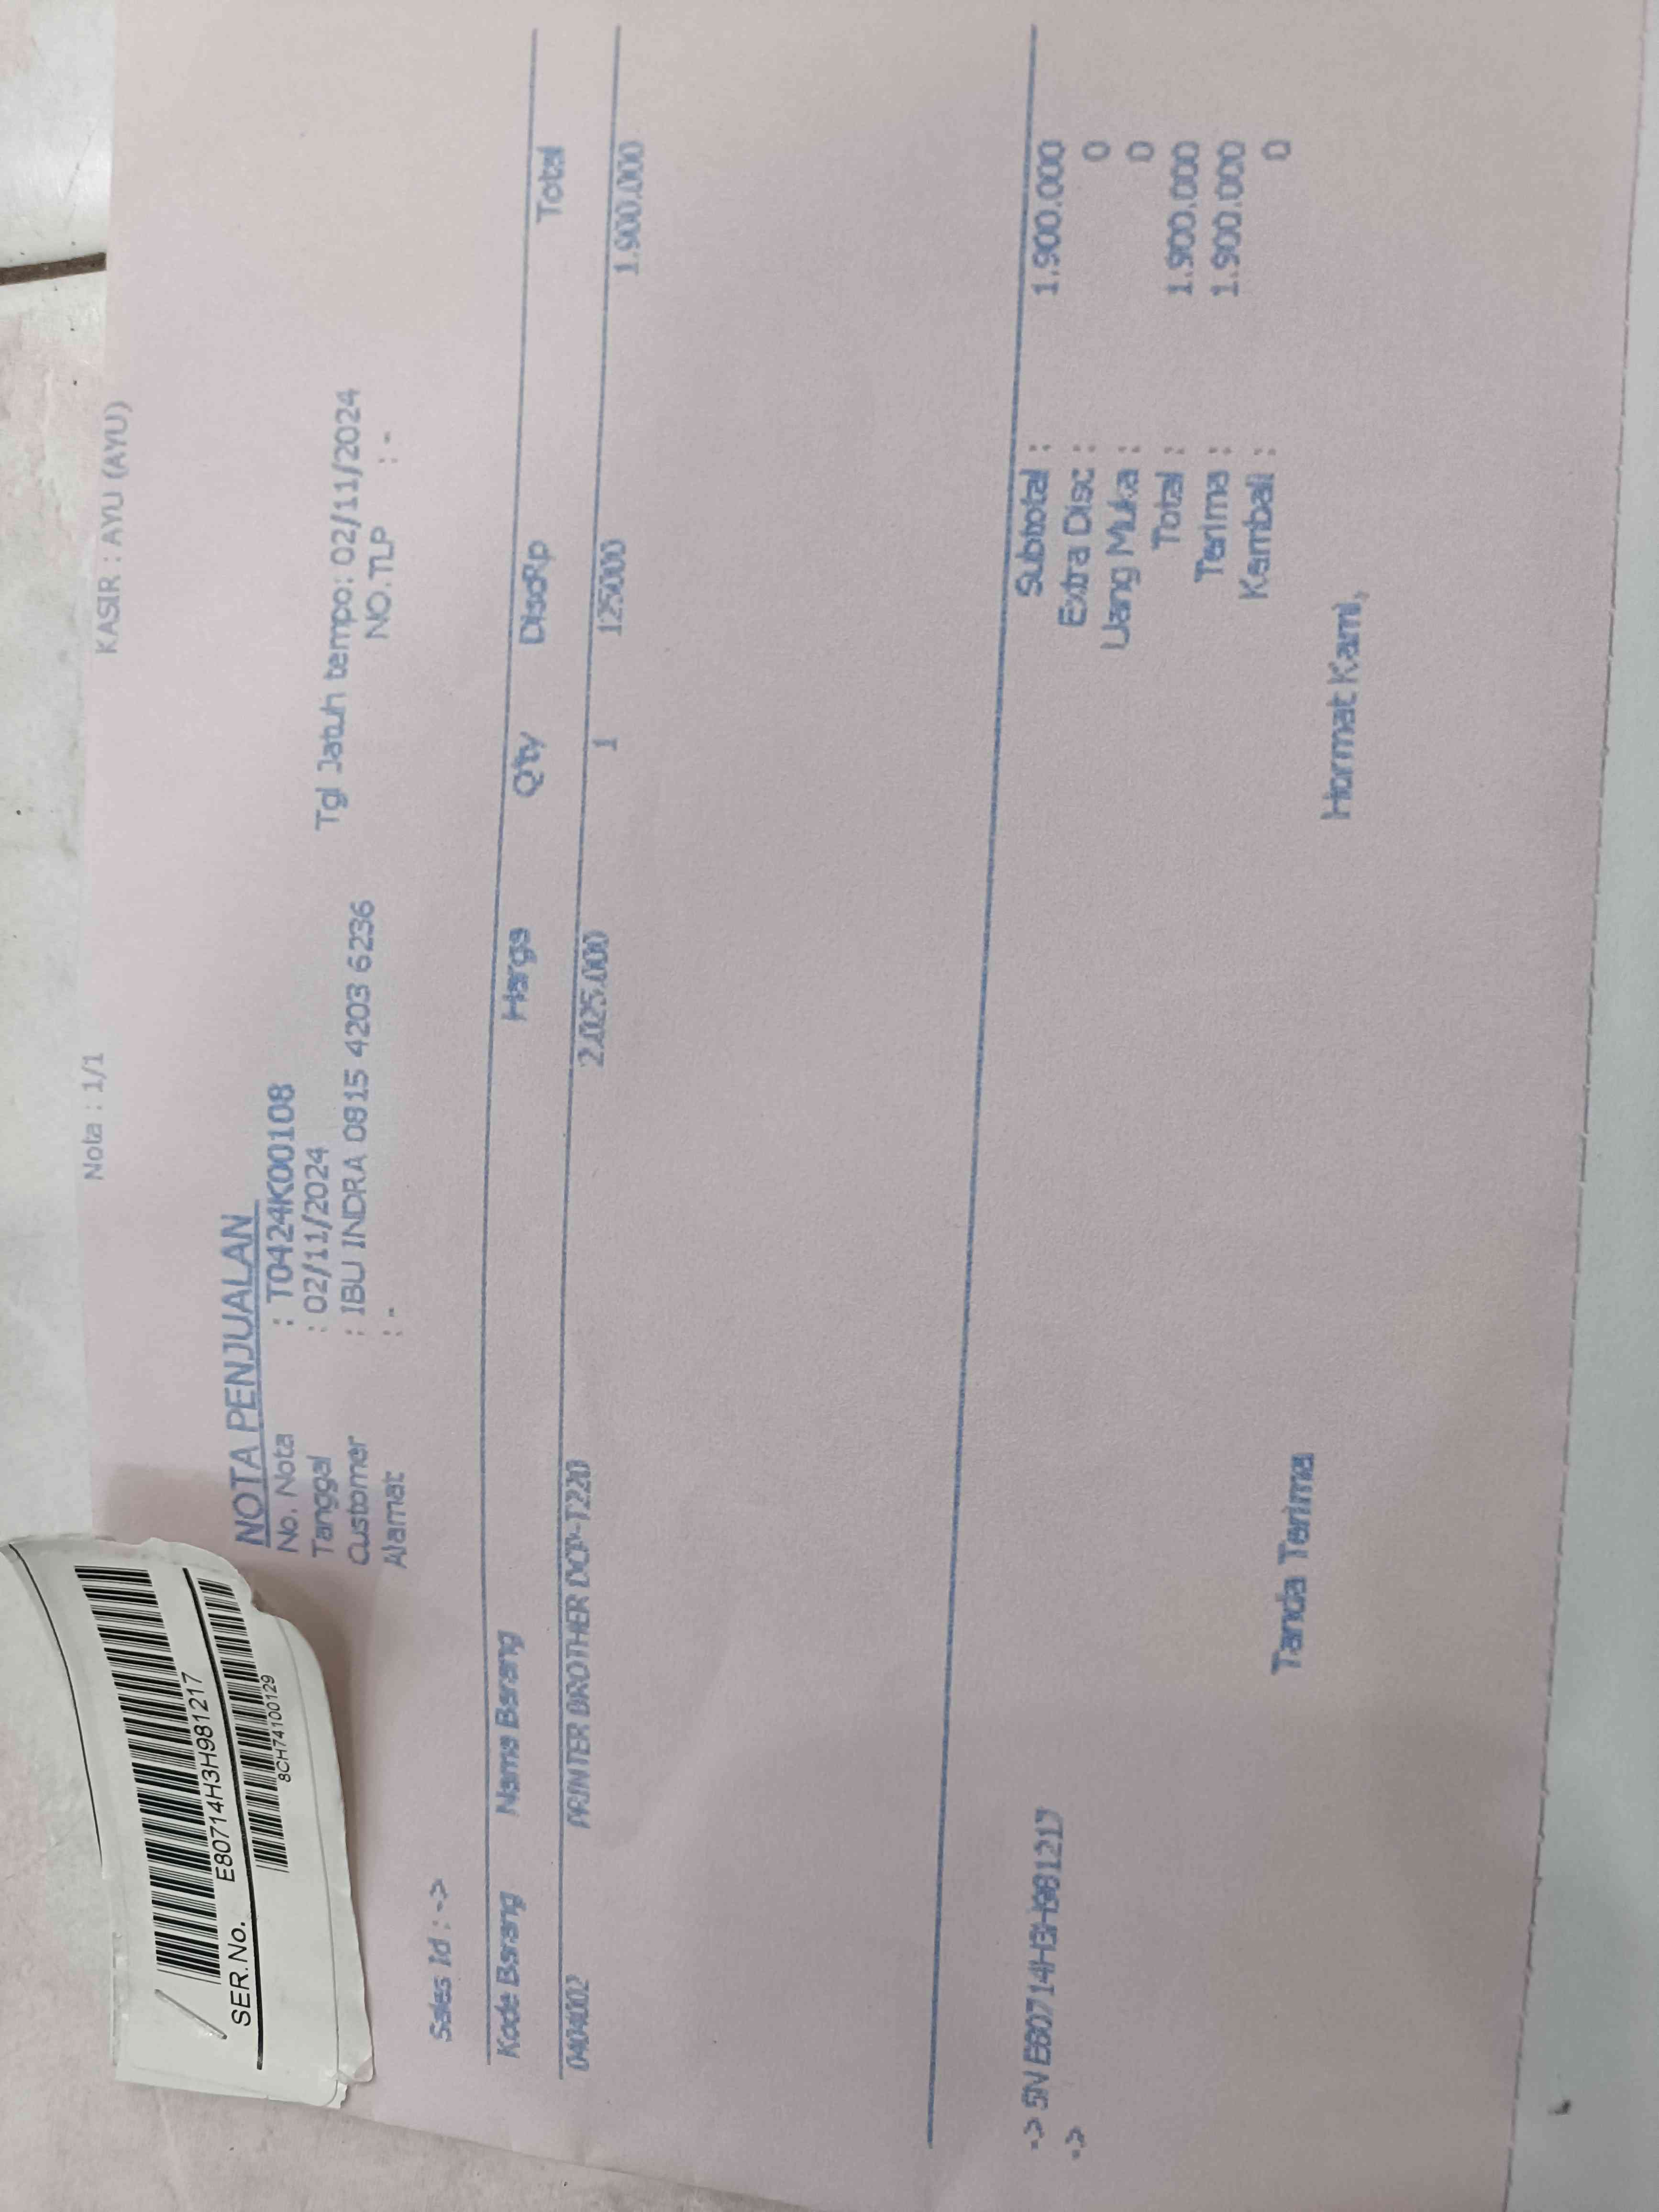 Nota : 1/1 KASIR : AYU (AYU)
SER.No. E80714H3H981217
8CH74100129
NOTA PENJUALAN
No. Nota : T0424K00108
Tanggal : 02/11/2024 Tgl Jatuh tempo: 02/11/2024
Customer : IBU INDRA 0815 4203 6236 NO.TLP : -
Alamat : -
Sales Id : ->
Kode Barang Nama Barang Harga Qty DiscRp Total
0404002 PRINTER BROTHER DCP-T220 2.025.000 1 125000 1.900.000
-> SN E80714H3H981217 Subtotal : 1.900.000
-> Extra Disc : 0
Uang Muka : 0
Total : 1.900.000
Terima : 1.900.000
Kembali : 0
Tanda Terima Hormat Kami,